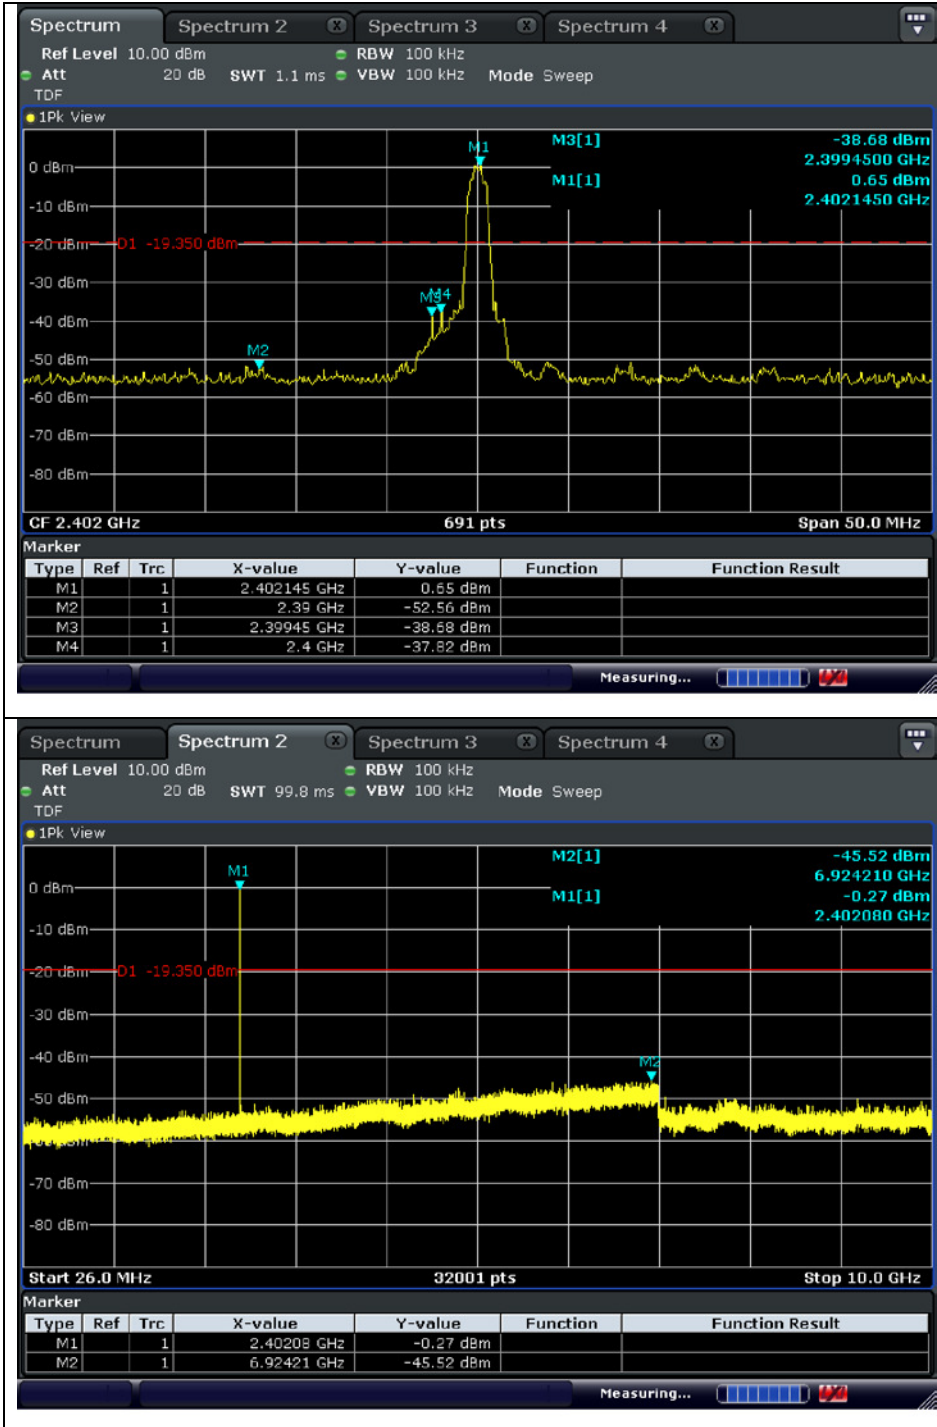 Spectrum Spectrum 2 Spectrum 3 Spectrum 4
Ref Level 10.00 dBm RBW 100 kHz
Att 20 dB SWT 1.1 ms VBW 100 kHz Mode Sweep
TDF
1Pk View
M3[1] -38.68 dBm
2.3994500 GHz
M1[1] 0.65 dBm
2.4021450 GHz
M1
0 dBm
-10 dBm
-20 dBm D1 -19.350 dBm
-30 dBm
M3 M4
-40 dBm
M2
-50 dBm
-60 dBm
-70 dBm
-80 dBm
CF 2.402 GHz 691 pts Span 50.0 MHz
Marker
Type Ref Trc X-value Y-value Function Function Result
M1 1 2.402145 GHz 0.65 dBm
M2 1 2.39 GHz -52.56 dBm
M3 1 2.39945 GHz -38.68 dBm
M4 1 2.4 GHz -37.82 dBm
Measuring...
Spectrum Spectrum 2 Spectrum 3 Spectrum 4
Ref Level 10.00 dBm RBW 100 kHz
Att 20 dB SWT 99.8 ms VBW 100 kHz Mode Sweep
TDF
1Pk View
M2[1] -45.52 dBm
6.924210 GHz
M1[1] -0.27 dBm
2.402080 GHz
M1
0 dBm
-10 dBm
-20 dBm D1 -19.350 dBm
-30 dBm
-40 dBm
M2
-50 dBm
-70 dBm
-80 dBm
Start 26.0 MHz 32001 pts Stop 10.0 GHz
Marker
Type Ref Trc X-value Y-value Function Function Result
M1 1 2.40208 GHz -0.27 dBm
M2 1 6.92421 GHz -45.52 dBm
Measuring...